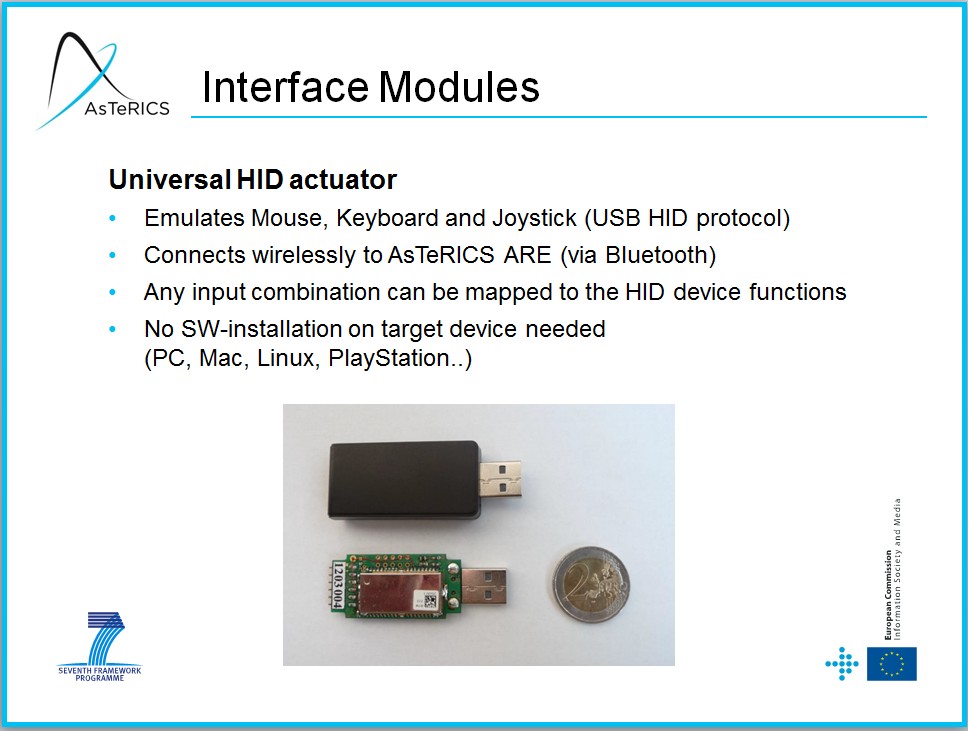 AsTeRICS
Interface Modules
Universal HID actuator
• Emulates Mouse, Keyboard and Joystick (USB HID protocol)
• Connects wirelessly to AsTeRICS ARE (via Bluetooth)
• Any input combination can be mapped to the HID device functions
• No SW-installation on target device needed
(PC, Mac, Linux, PlayStation..)
1203004
2
7
SEVENTH FRAMEWORK
PROGRAMME
European Commission
Information Society and Media